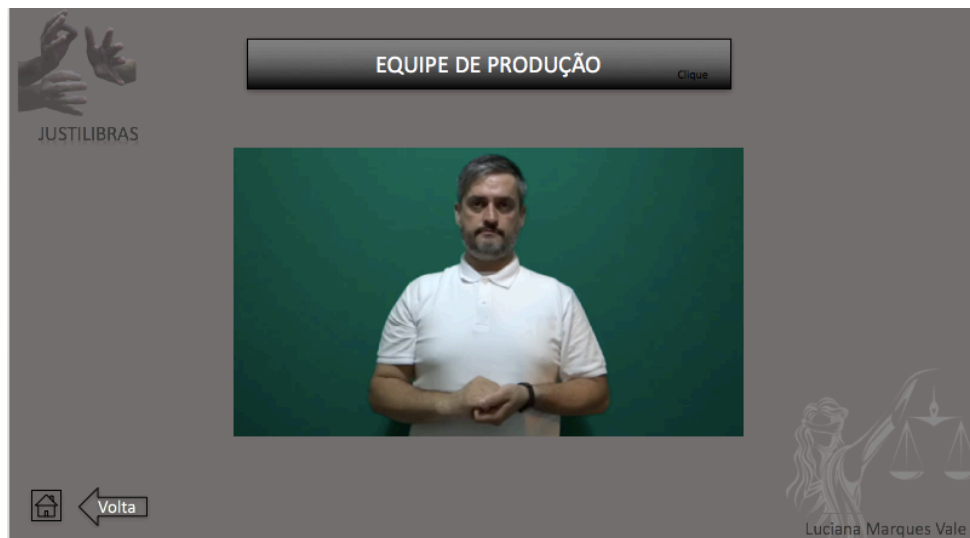 EQUIPE DE PRODUÇÃO
Clique
JUSTILIBRAS
Volta
Luciana Marques Vale